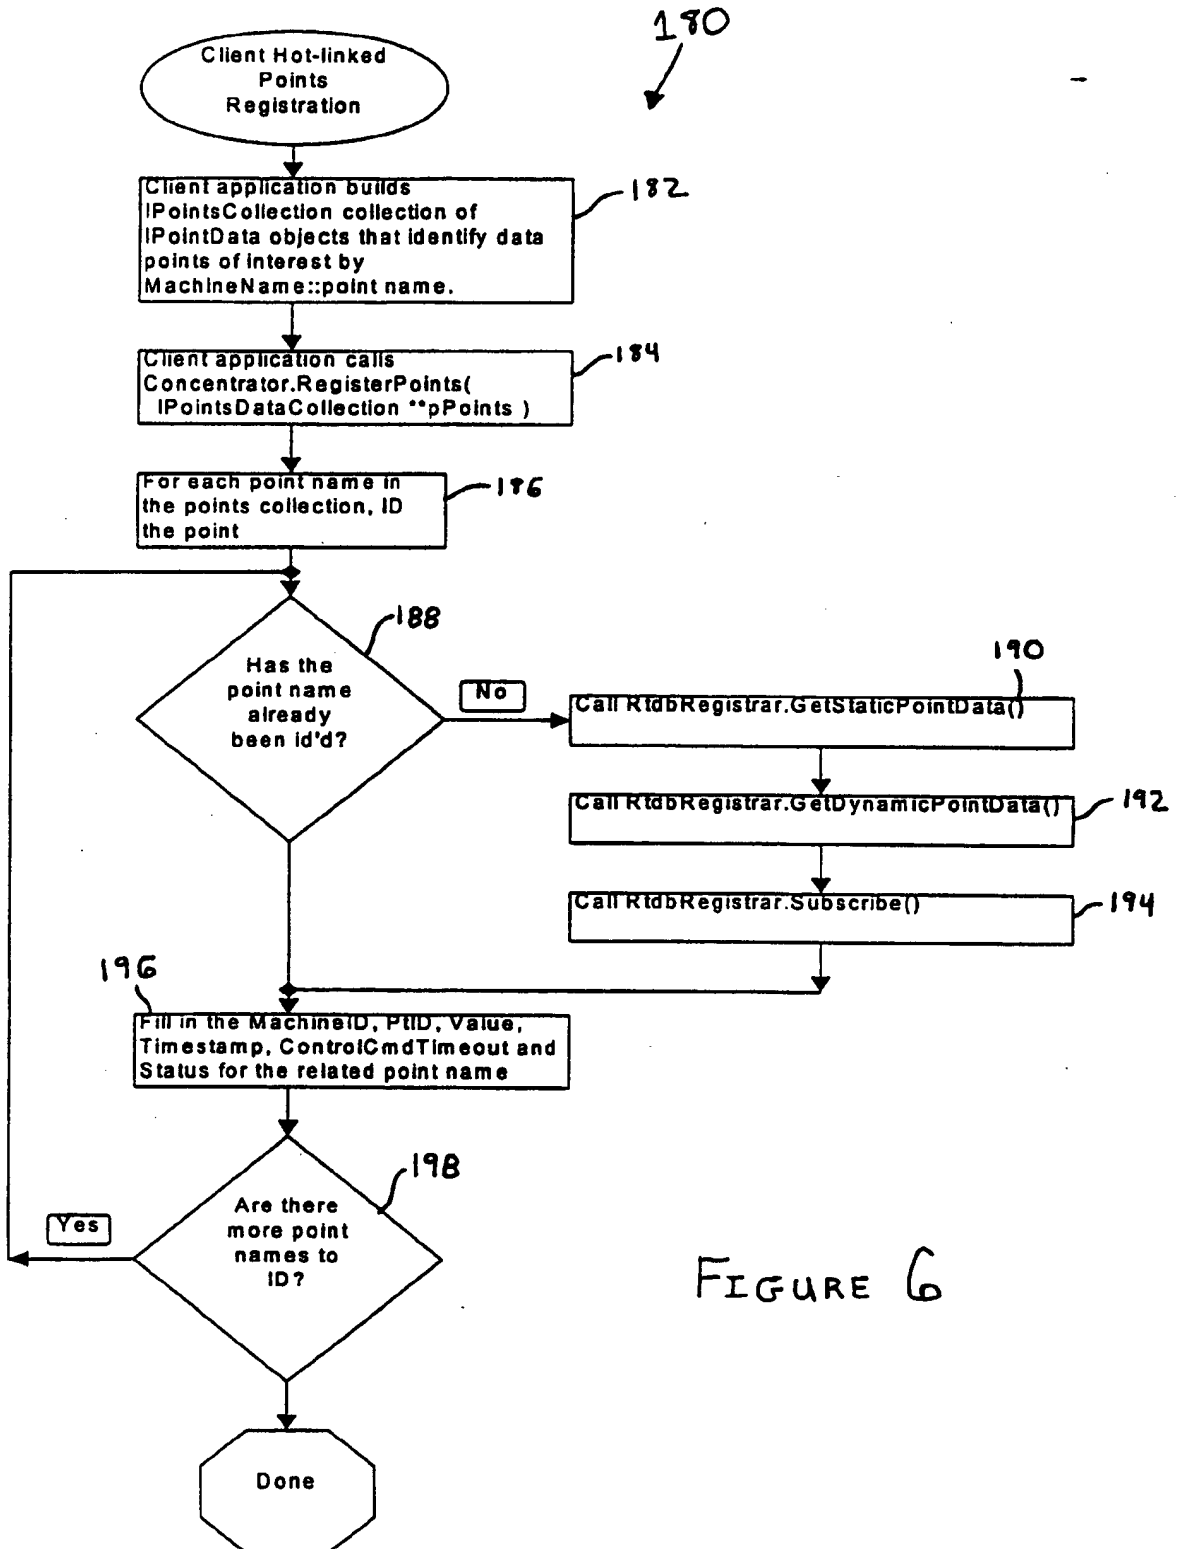 180
Client Hot-linked
Points
Registration
182
Client application builds
IPointsCollection collection of
IPointData objects that identify data
points of interest by
MachineName::point name.
184
Client application calls
Concentrator.RegisterPoints(
IPointsDataCollection **pPoints )
186
For each point name in
the points collection, ID
the point
188
Has the
point name
already
been id'd?
No
190
Call RtdbRegistrar.GetStaticPointData()
192
Call RtdbRegistrar.GetDynamicPointData()
194
Call RtdbRegistrar.Subscribe()
196
Fill in the MachineID, PtID, Value,
Timestamp, ControlCmdTimeout and
Status for the related point name
198
Are there
more point
names to
ID?
Yes
FIGURE 6
Done